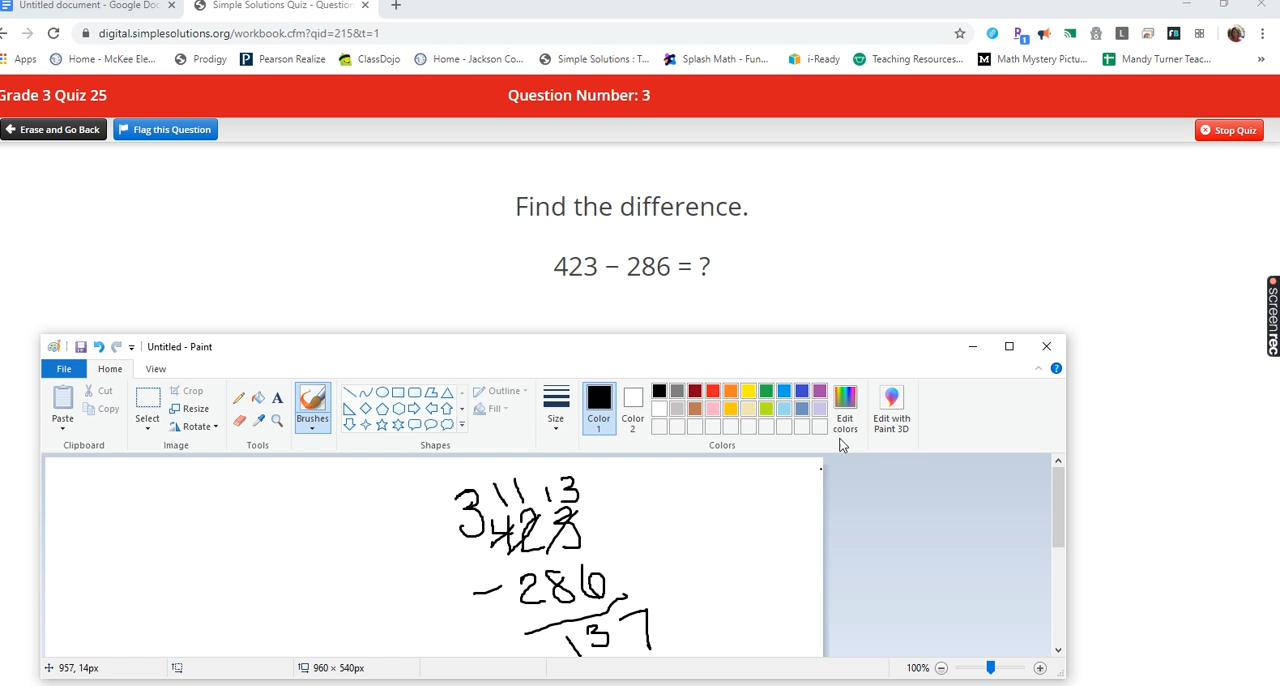 Untitled document - Google Doc
Simple Solutions Quiz - Question
digital.simplesolutions.org/workbook.cfm?qid=215&t=1
Apps Home - McKee Ele... Prodigy Pearson Realize ClassDojo Home - Jackson Co... Simple Solutions : T... Splash Math - Fun... i-Ready Teaching Resources... Math Mystery Pictu... Mandy Turner Teac... »
Grade 3 Quiz 25 Question Number: 3
Erase and Go Back Flag this Question Stop Quiz
Find the difference.
423 − 286 = ?
screenrec
Untitled - Paint
File Home View
Paste Cut Copy
Clipboard
Select Crop Resize Rotate
Image
Tools
Brushes
Shapes
Outline Fill
Size
Color 1 Color 2
Edit colors
Colors
Edit with Paint 3D
3 11 13
423
- 286
137
957, 14px
960 × 540px
100%